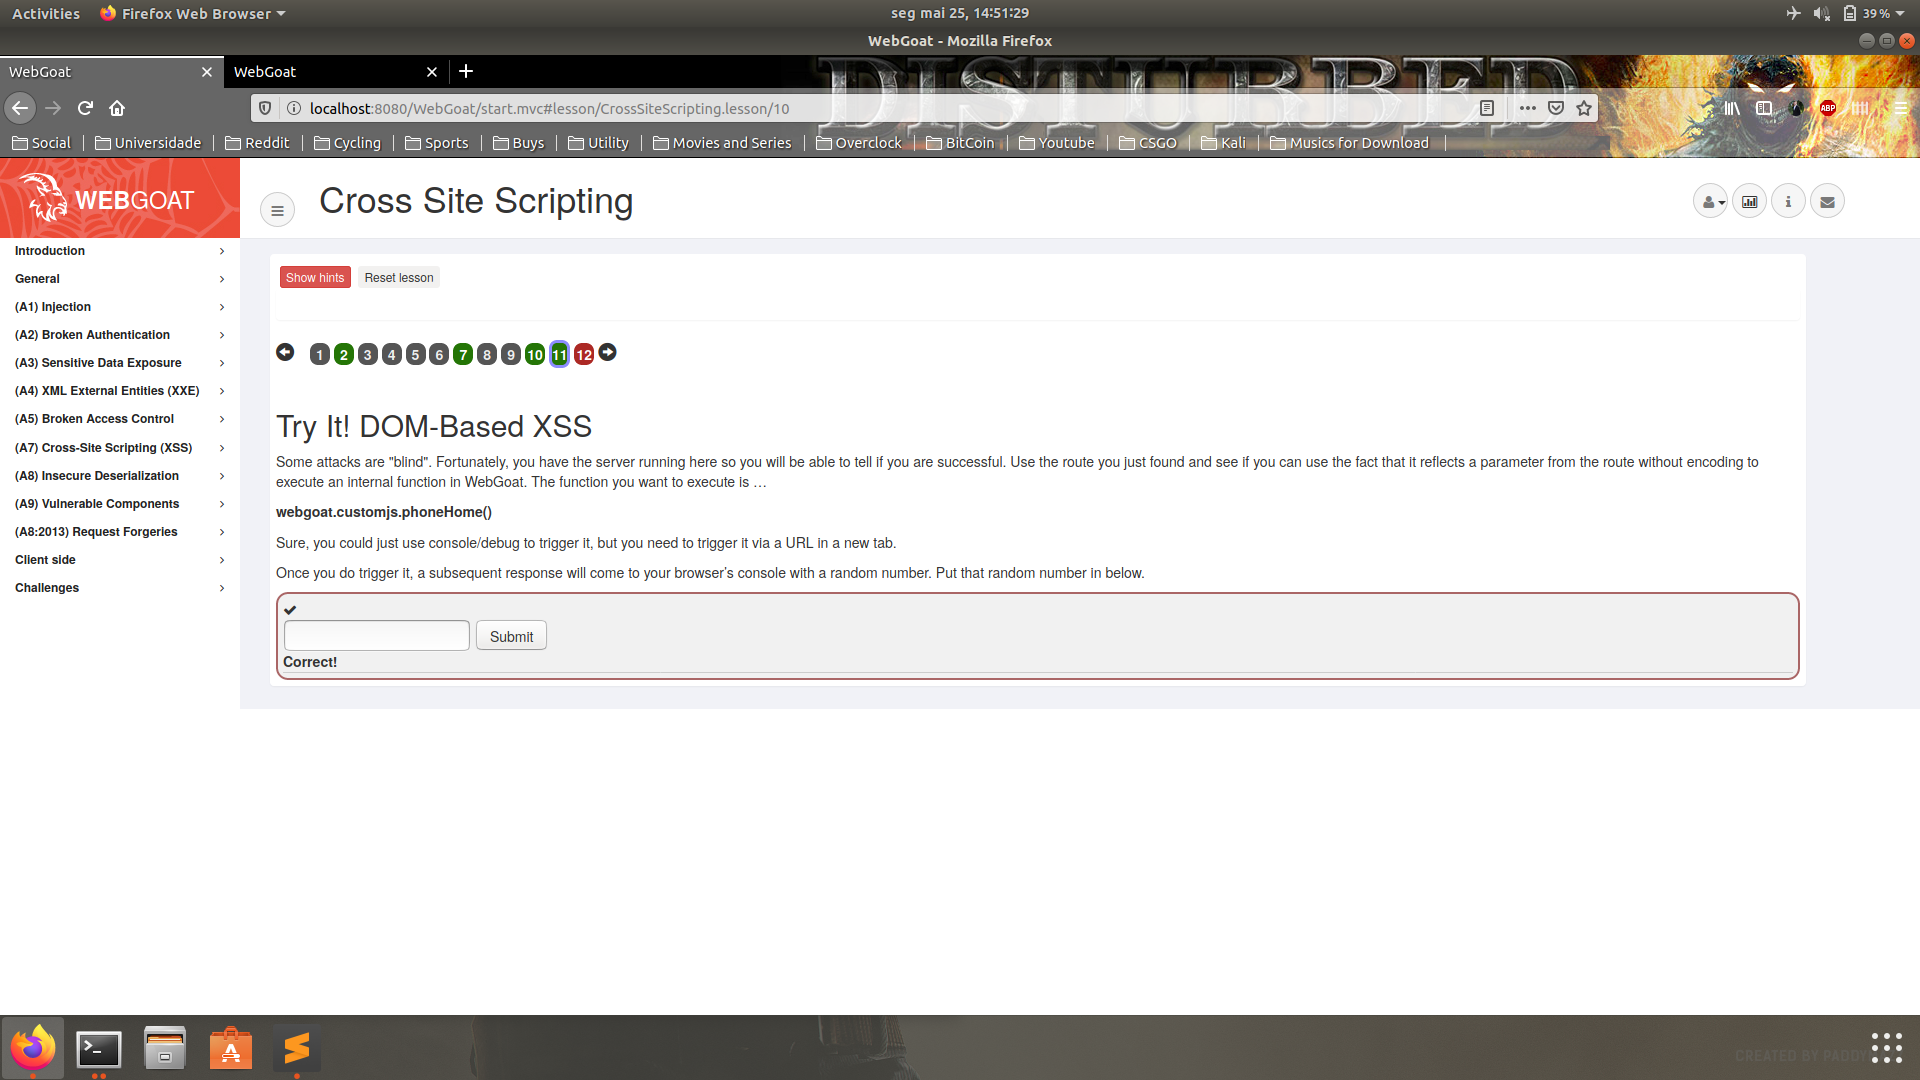 Activities Firefox Web Browser seg mai 25, 14:51:29 39 %
WebGoat - Mozilla Firefox
WebGoat WebGoat
DISTURBED
localhost:8080/WebGoat/start.mvc#lesson/CrossSiteScripting.lesson/10 ABP
Social Universidade Reddit Cycling Sports Buys Utility Movies and Series Overclock BitCoin Youtube CSGO Kali Musics for Download
WEBGOAT
Cross Site Scripting
Introduction
General
(A1) Injection
(A2) Broken Authentication
(A3) Sensitive Data Exposure
(A4) XML External Entities (XXE)
(A5) Broken Access Control
(A7) Cross-Site Scripting (XSS)
(A8) Insecure Deserialization
(A9) Vulnerable Components
(A8:2013) Request Forgeries
Client side
Challenges
Show hints Reset lesson
1 2 3 4 5 6 7 8 9 10 11 12
Try It! DOM-Based XSS
Some attacks are "blind". Fortunately, you have the server running here so you will be able to tell if you are successful. Use the route you just found and see if you can use the fact that it reflects a parameter from the route without encoding to
execute an internal function in WebGoat. The function you want to execute is …
webgoat.customjs.phoneHome()
Sure, you could just use console/debug to trigger it, but you need to trigger it via a URL in a new tab.
Once you do trigger it, a subsequent response will come to your browser’s console with a random number. Put that random number in below.
Submit
Correct!
CREATED BY